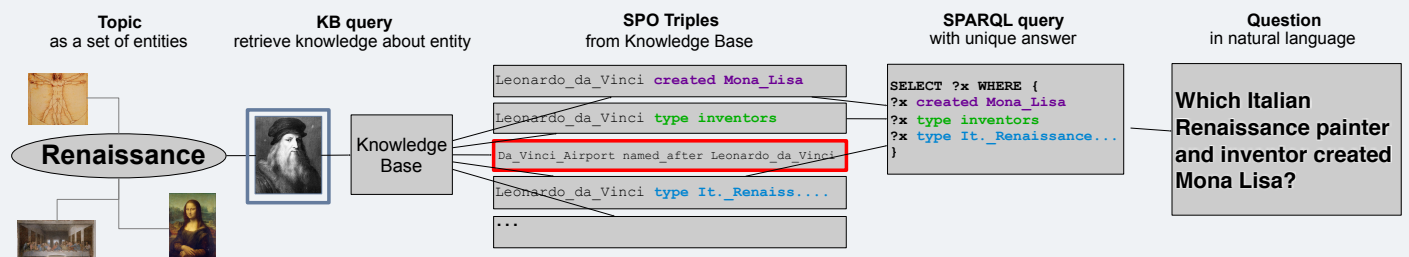 Topic
as a set of entities
KB query
retrieve knowledge about entity
SPO Triples
from Knowledge Base
SPARQL query
with unique answer
Question
in natural language
Renaissance
Knowledge
Base
Leonardo_da_Vinci created Mona_Lisa
Leonardo_da_Vinci type inventors
Da_Vinci_Airport named_after Leonardo_da_Vinci
Leonardo_da_Vinci type It._Renaiss....
...
SELECT ?x WHERE {
?x created Mona_Lisa
?x type inventors
?x type It._Renaissance...
}
Which Italian
Renaissance painter
and inventor created
Mona Lisa?